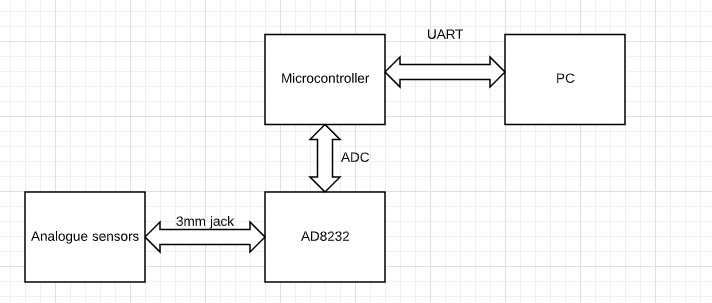 UART
Microcontroller
PC
ADC
3mm jack
Analogue sensors
AD8232